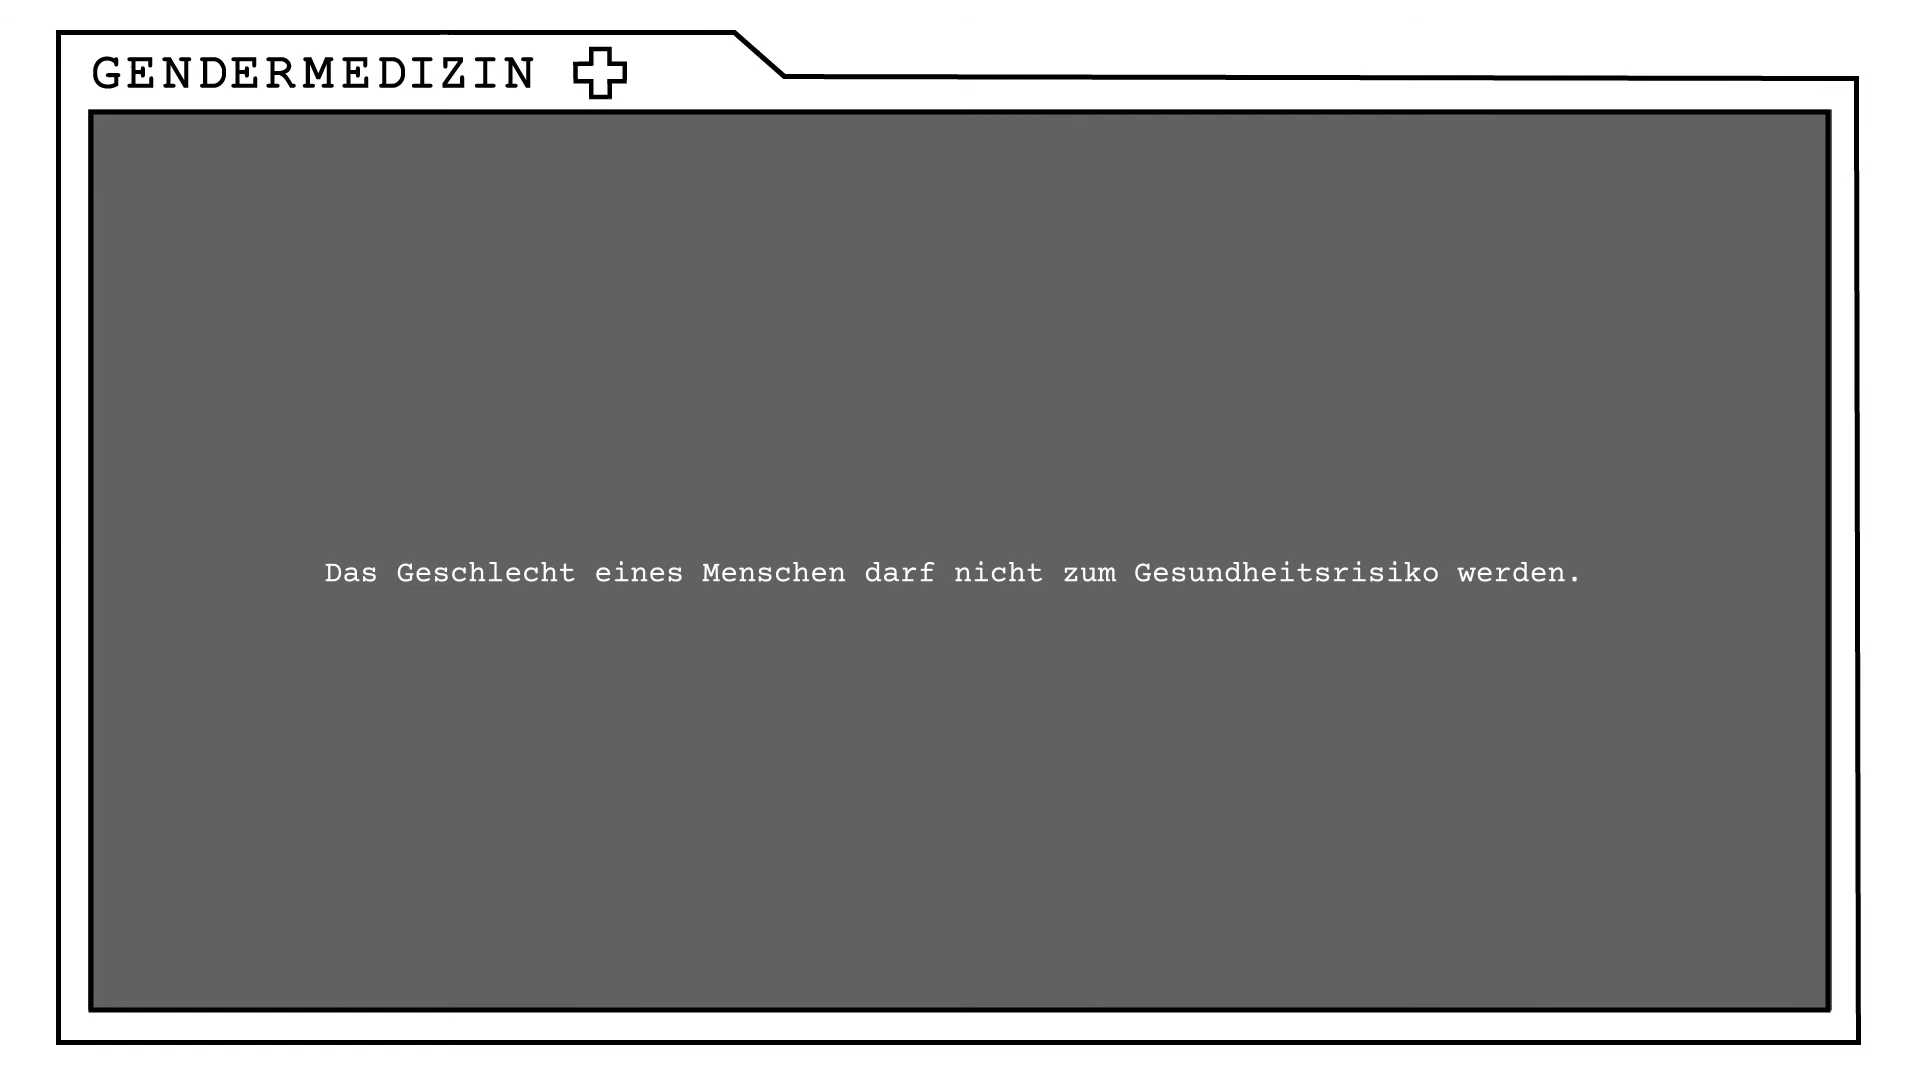 GENDERMEDIZIN
Das Geschlecht eines Menschen darf nicht zum Gesundheitsrisiko werden.